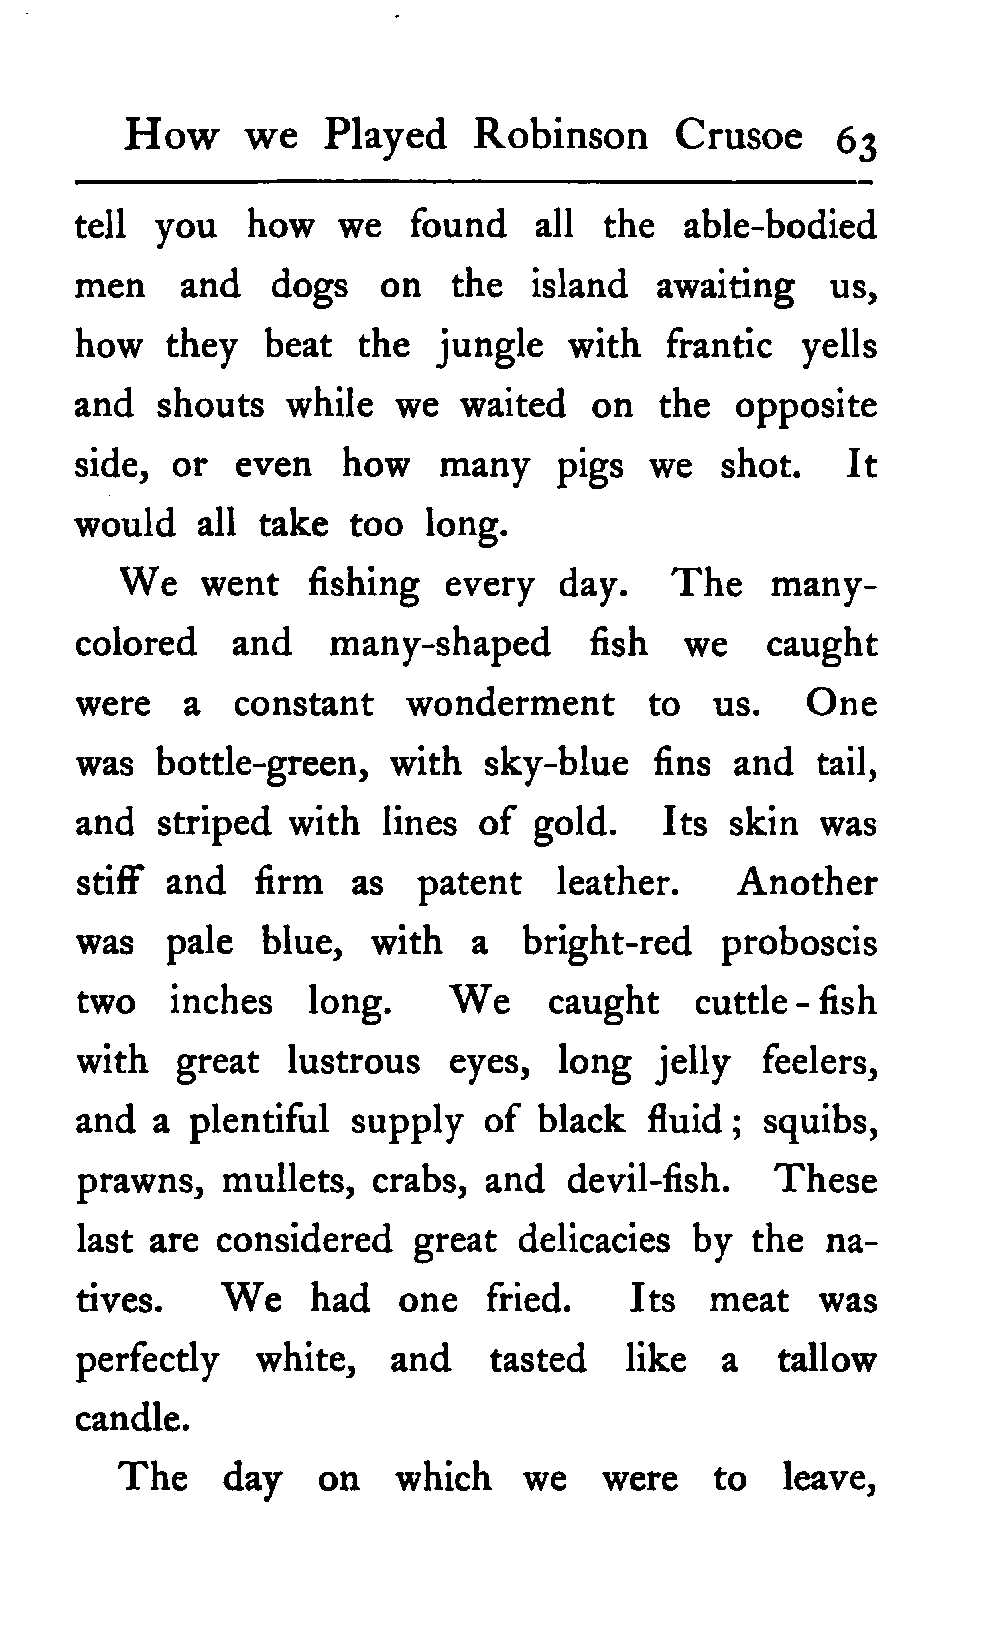 How we Played Robinson Crusoe 63
tell you how we found all the able-bodied
men and dogs on the island awaiting us,
how they beat the jungle with frantic yells
and shouts while we waited on the opposite
side, or even how many pigs we shot. It
would all take too long.
We went fishing every day. The many-
colored and many-shaped fish we caught
were a constant wonderment to us. One
was bottle-green, with sky-blue fins and tail,
and striped with lines of gold. Its skin was
stiff and firm as patent leather. Another
was pale blue, with a bright-red proboscis
two inches long. We caught cuttle-fish
with great lustrous eyes, long jelly feelers,
and a plentiful supply of black fluid; squibs,
prawns, mullets, crabs, and devil-fish. These
last are considered great delicacies by the na-
tives. We had one fried. Its meat was
perfectly white, and tasted like a tallow
candle.
The day on which we were to leave,